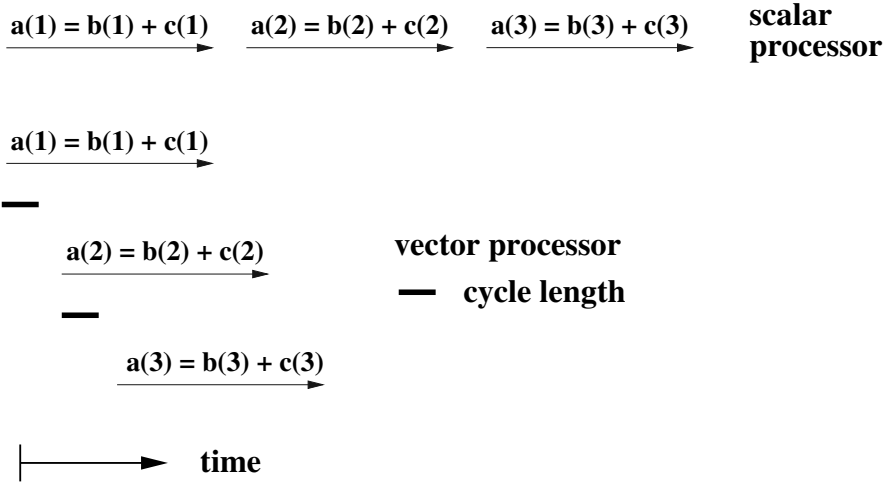 a(1) = b(1) + c(1) a(2) = b(2) + c(2) a(3) = b(3) + c(3)
scalar
processor
a(1) = b(1) + c(1)
a(2) = b(2) + c(2)
vector processor
cycle length
a(3) = b(3) + c(3)
time